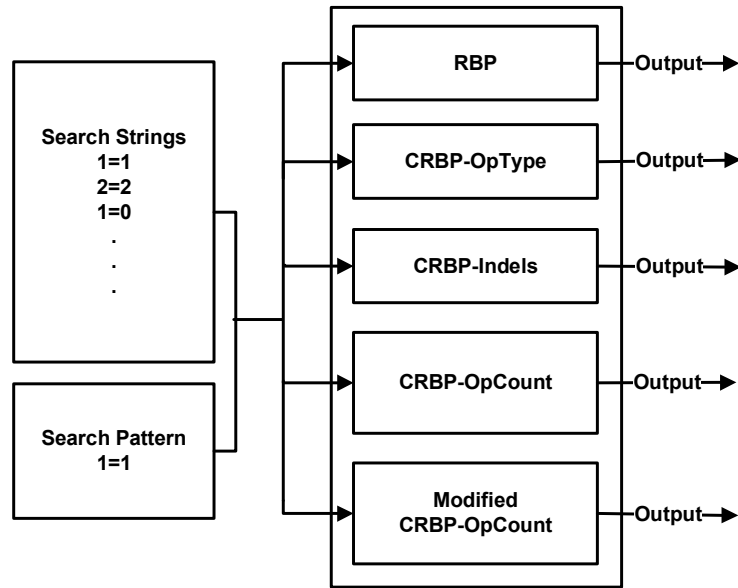 Search Strings
1=1
2=2
1=0
.
.
.
Search Pattern
1=1
RBP
Output
CRBP-OpType
Output
CRBP-Indels
Output
CRBP-OpCount
Output
Modified
CRBP-OpCount
Output